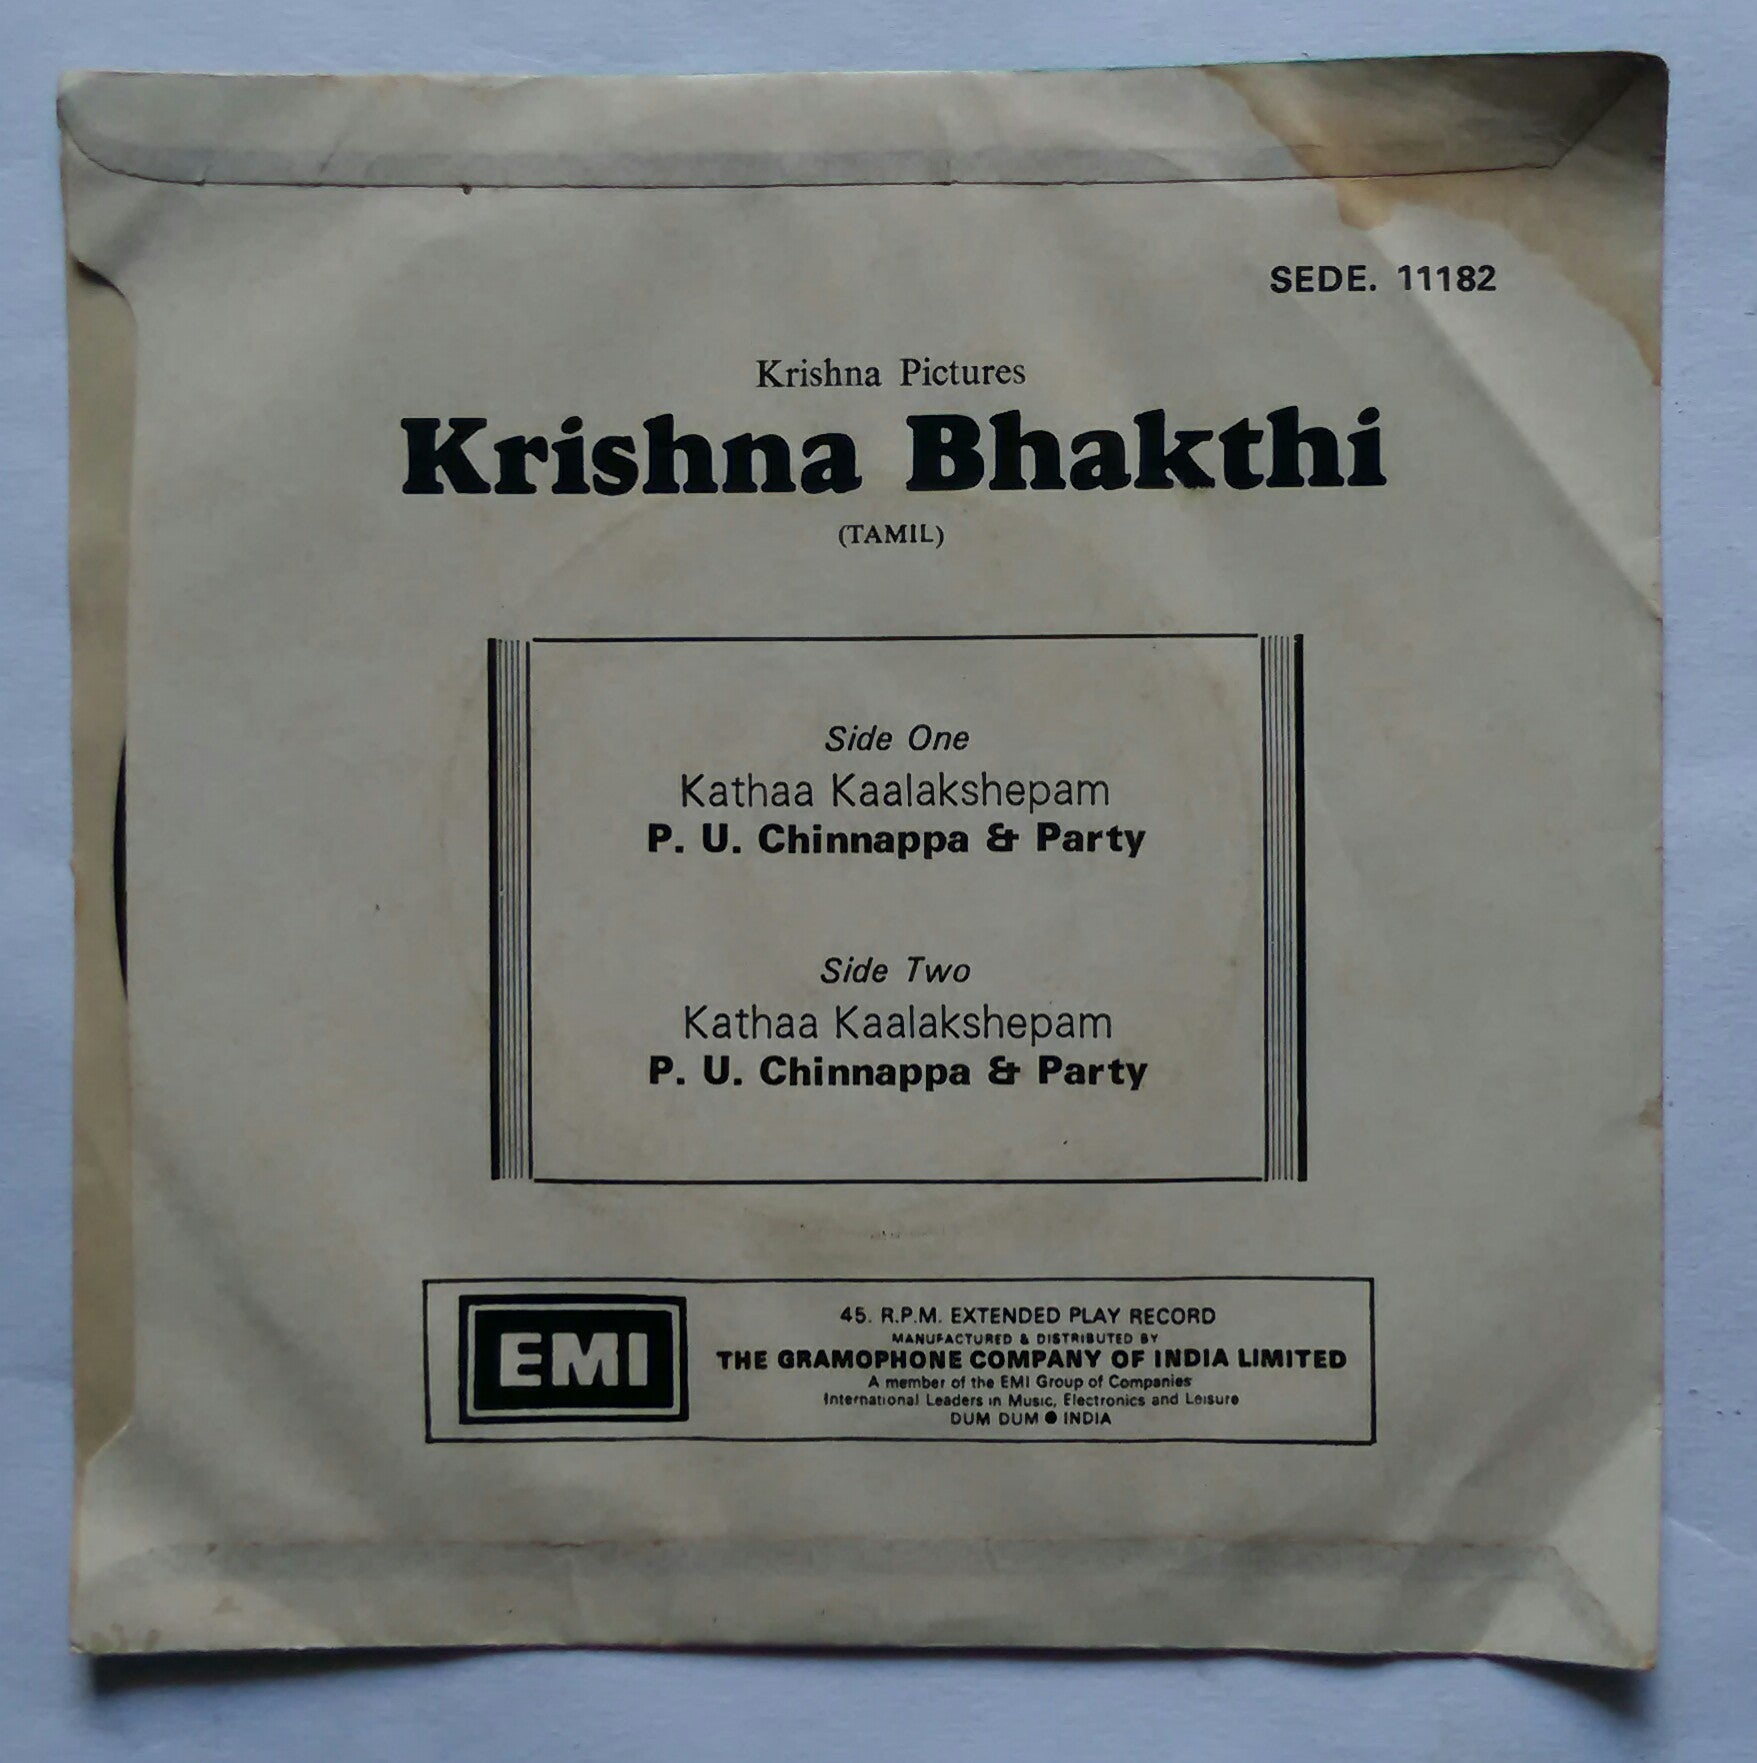 SEDE. 11182
Krishna Pictures
Krishna Bhakthi
(TAMIL)
Side One
Kathaa Kaalakshepam
P. U. Chinnappa & Party
Side Two
Kathaa Kaalakshepam
P. U. Chinnappa & Party
EMI
45. R.P.M. EXTENDED PLAY RECORD
MANUFACTURED & DISTRIBUTED BY
THE GRAMOPHONE COMPANY OF INDIA LIMITED
A member of the EMI Group of Companies
International Leaders in Music, Electronics and Leisure
DUM DUM ● INDIA